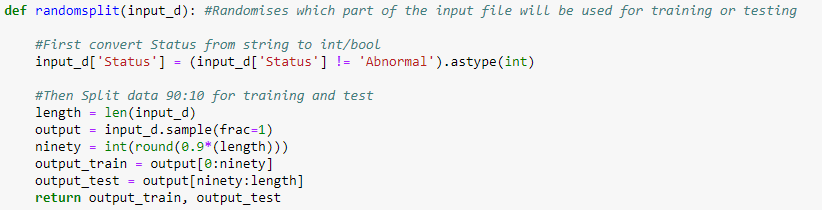 def randomsplit(input_d): #Randomises which part of the input file will be used for training or testing
#First convert Status from string to int/bool
input_d['Status'] = (input_d['Status'] != 'Abnormal').astype(int)
#Then Split data 90:10 for training and test
length = len(input_d)
output = input_d.sample(frac=1)
ninety = int(round(0.9*(length)))
output_train = output[0:ninety]
output_test = output[ninety:length]
return output_train, output_test